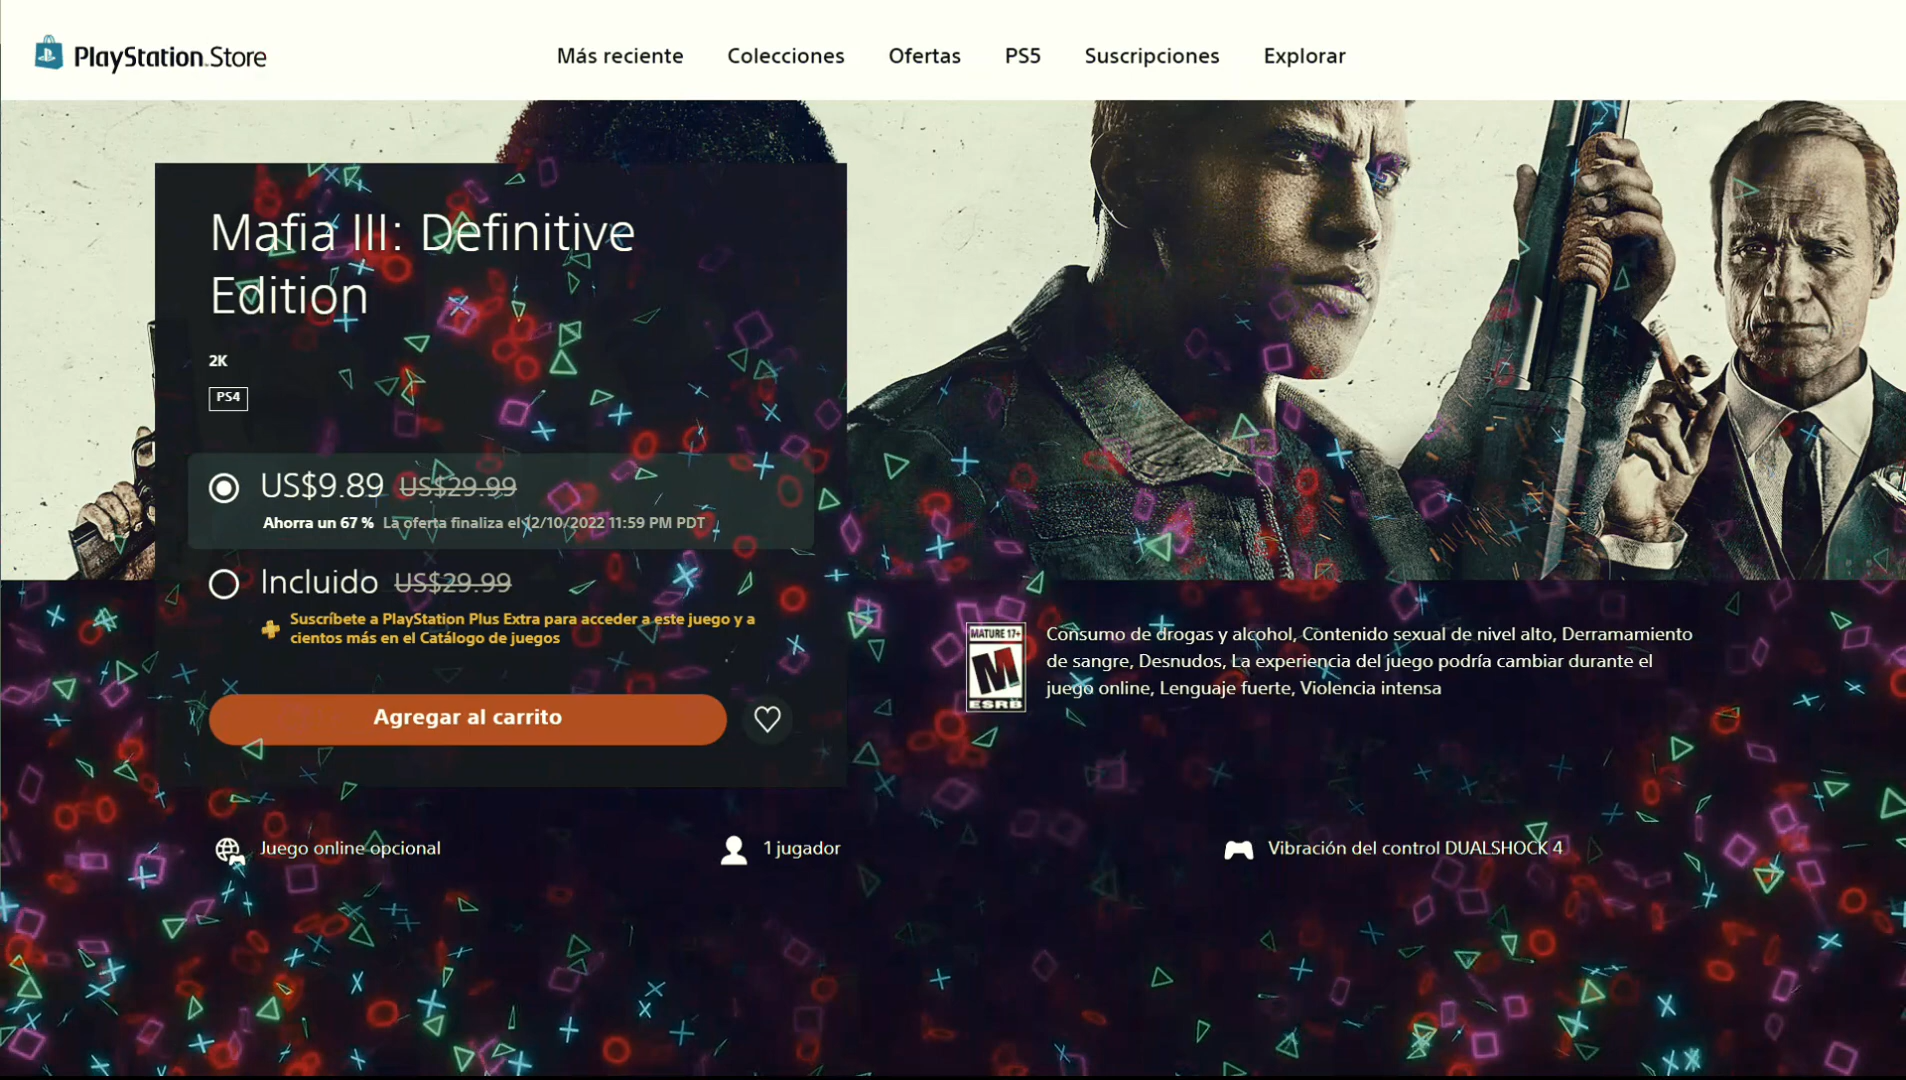 PlayStation Store
Más reciente Colecciones Ofertas PS5 Suscripciones Explorar
Mafia III: Definitive
Edition
2K
PS4
US$9.89 US$29.99
Ahorra un 67 % La oferta finaliza el 12/10/2022 11:59 PM PDT
Incluido US$29.99
Suscríbete a PlayStation Plus Extra para acceder a este juego y a
cientos más en el Catálogo de juegos
Agregar al carrito
MATURE 17+
M
ESRB
Consumo de drogas y alcohol, Contenido sexual de nivel alto, Derramamiento
de sangre, Desnudos, La experiencia del juego podría cambiar durante el
juego online, Lenguaje fuerte, Violencia intensa
Juego online opcional
1 jugador
Vibración del control DUALSHOCK 4